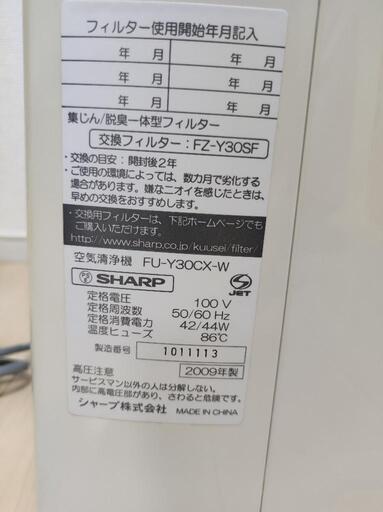 フィルター使用開始年月記入
年 月 年 月
年 月 年 月
年 月 年 月
集じん/脱臭一体型フィルター
交換フィルター：FZ-Y30SF
・交換の目安：開封後2年
・ご使用の環境によっては、数カ月で劣化する
場合があります。嫌なニオイを感じたときは、
早めの交換をおすすめします。
・交換用フィルターは、下記ホームページでも
ご購入いただけます。
http://www.sharp.co.jp/kuusei/filter/
空気清浄機 FU-Y30CX-W
PSE SHARP
JET
定格電圧 100 V
定格周波数 50/60 Hz
定格消費電力 42/44W
温度ヒューズ 86℃
製造番号 1011113
高圧注意 2009年製
サービスマン以外の人は分解しない。
内部に高電圧部があり、さわると危険です。
シャープ株式会社 MADE IN CHINA